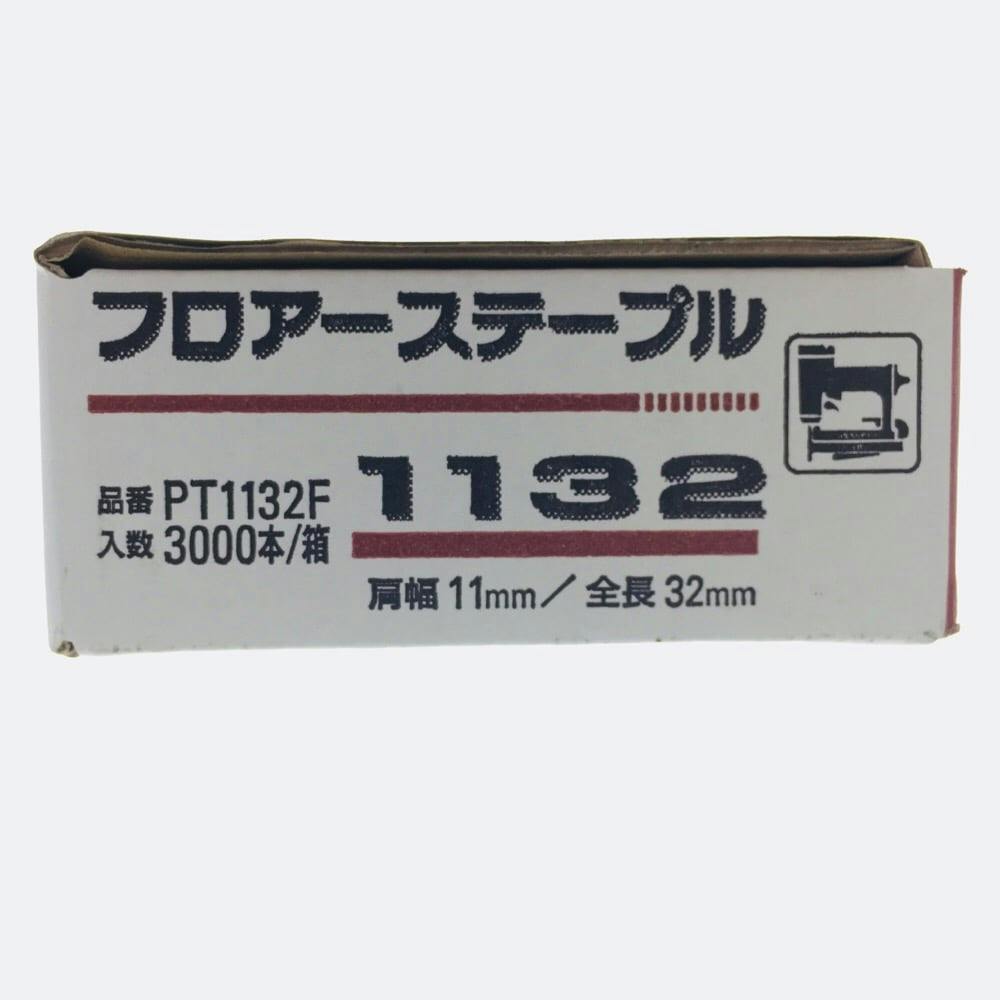 フロアーステープル
1132
品番 PT1132F
入数 3000本/箱
肩幅 11mm／全長 32mm